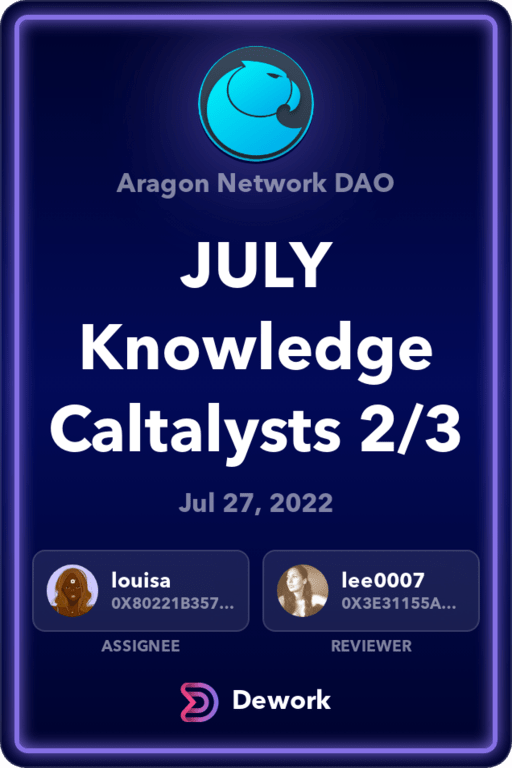 Aragon Network DAO
JULY
Knowledge
Caltalysts 2/3
Jul 27, 2022
louisa
0X80221B357...
ASSIGNEE
lee0007
0X3E31155A...
REVIEWER
Dework